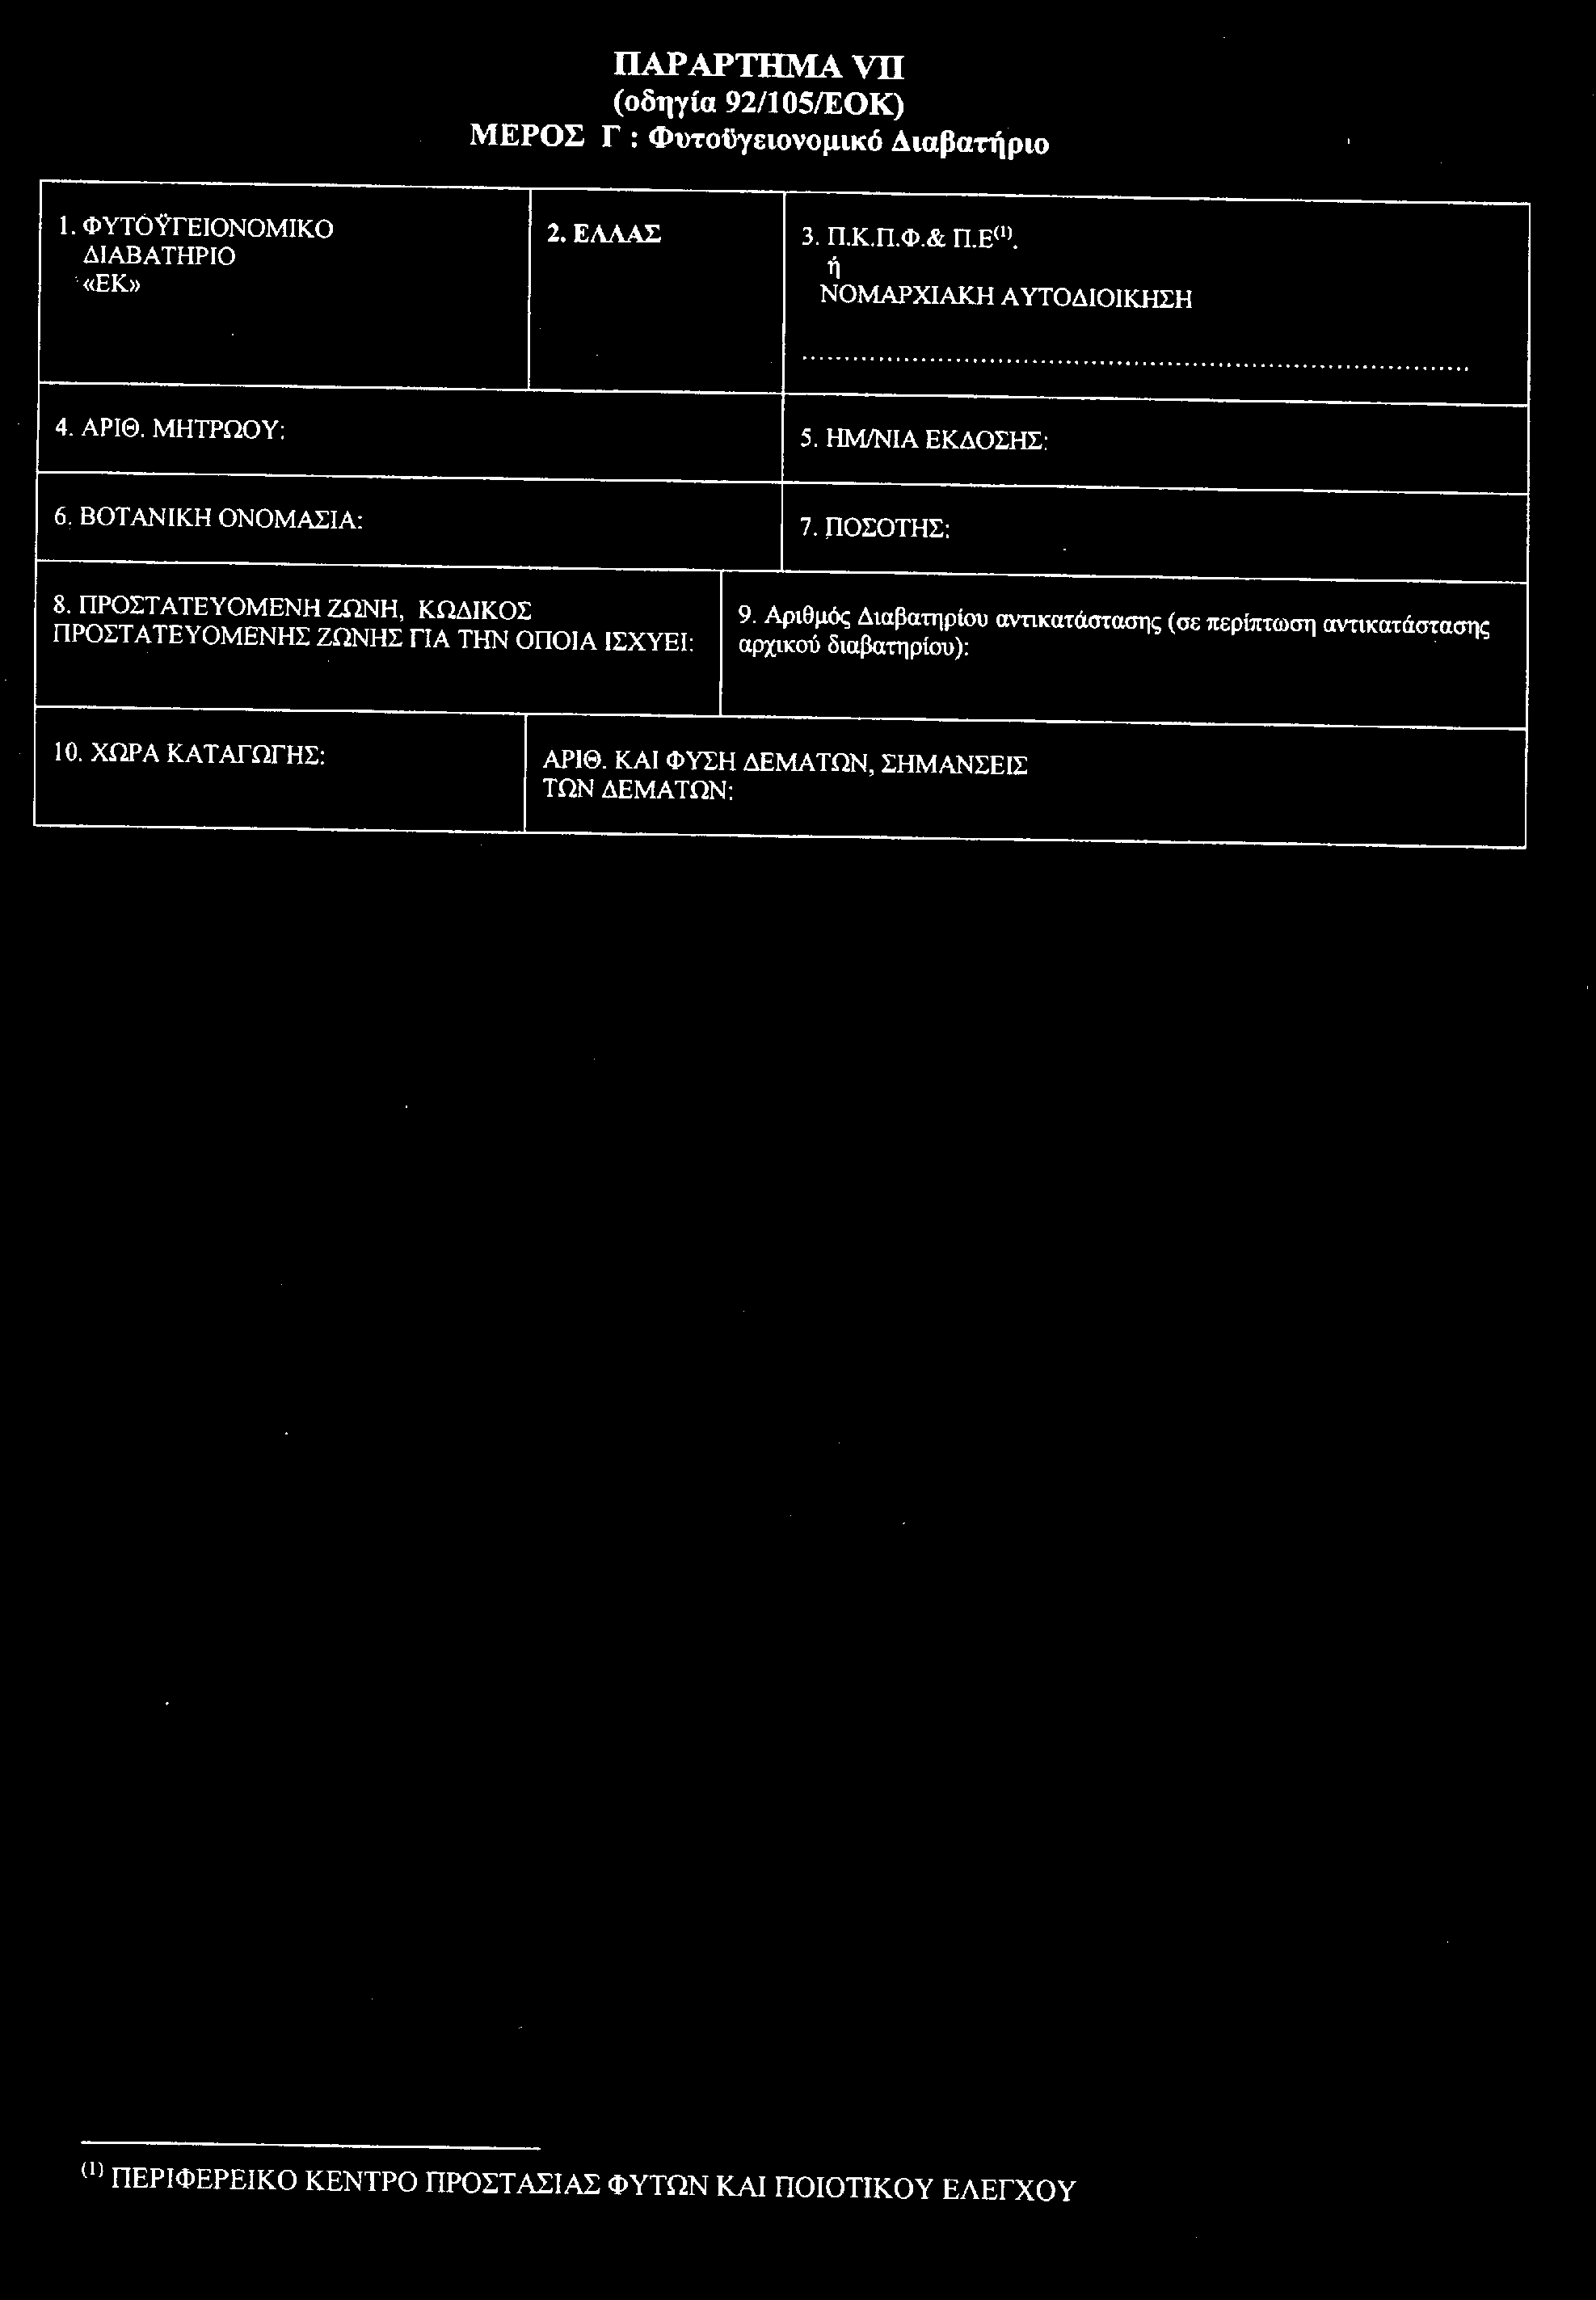 ΠΑΡΑΡΤΗΜΑ VII
(οδηγία 92/105/ΕΟΚ)
ΜΕΡΟΣ Γ : Φυτοϋγειονομικό Διαβατήριο
1. ΦΥΤΟΫΓΕΙΟΝΟΜΙΚΟ
ΔΙΑΒΑΤΗΡΙΟ
«ΕΚ»
2. ΕΛΛΑΣ
3. Π.Κ.Π.Φ.& Π.Ε(1).
ή
ΝΟΜΑΡΧΙΑΚΗ ΑΥΤΟΔΙΟΙΚΗΣΗ
................................................................................
4. ΑΡΙΘ. ΜΗΤΡΩΟΥ:
5. ΗΜ/ΝΙΑ ΕΚΔΟΣΗΣ:
6. ΒΟΤΑΝΙΚΗ ΟΝΟΜΑΣΙΑ:
7. ΠΟΣΟΤΗΣ:
8. ΠΡΟΣΤΑΤΕΥΟΜΕΝΗ ΖΩΝΗ, ΚΩΔΙΚΟΣ
ΠΡΟΣΤΑΤΕΥΟΜΕΝΗΣ ΖΩΝΗΣ ΓΙΑ ΤΗΝ ΟΠΟΙΑ ΙΣΧΥΕΙ:
9. Αριθμός Διαβατηρίου αντικατάστασης (σε περίπτωση αντικατάστασης
αρχικού διαβατηρίου):
10. ΧΩΡΑ ΚΑΤΑΓΩΓΗΣ:
ΑΡΙΘ. ΚΑΙ ΦΥΣΗ ΔΕΜΑΤΩΝ, ΣΗΜΑΝΣΕΙΣ
ΤΩΝ ΔΕΜΑΤΩΝ:
(1) ΠΕΡΙΦΕΡΕΙΚΟ ΚΕΝΤΡΟ ΠΡΟΣΤΑΣΙΑΣ ΦΥΤΩΝ ΚΑΙ ΠΟΙΟΤΙΚΟΥ ΕΛΕΓΧΟΥ